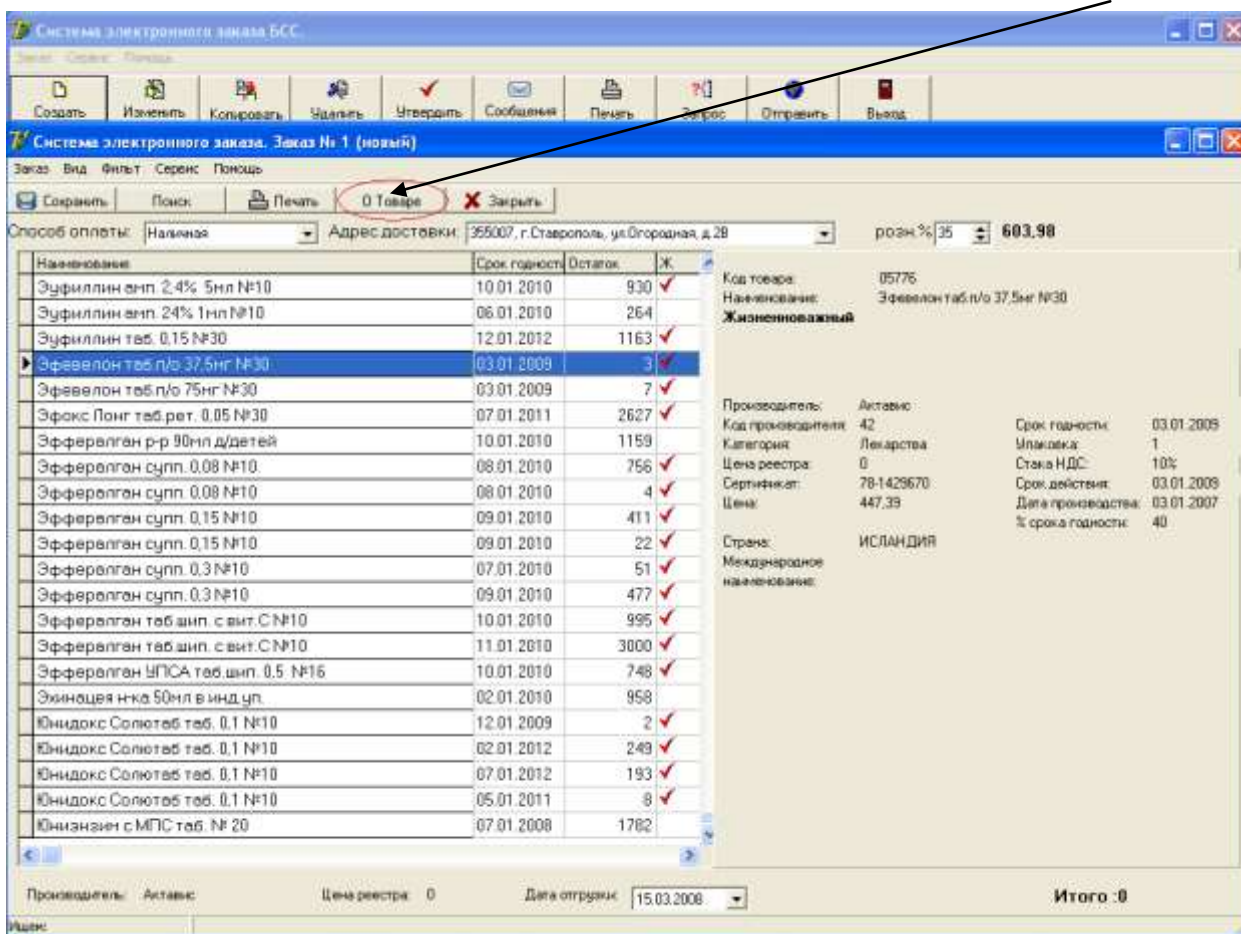 Система электронного заказа БСС.
Заказ Сервис Помощь
Создать Изменить Копировать Удалить Утвердить Сообщения Печать Запрос Отправить Выход
Система электронного заказа. Заказ № 1 (новый)
Заказ Вид Фильт Сервис Помощь
Сохранить Поиск Печать О Товаре Закрыть
Способ оплаты: Наличная Адрес доставки: 355007, г.Ставрополь, ул.Огородная, д.2В розн.% 35 603,98
Наименование Срок годности Остаток Ж
Эуфиллин амп. 2,4% 5мл №10 10.01.2010 930
Эуфиллин амп. 24% 1мл №10 06.01.2010 264
Эуфиллин таб. 0,15 №30 12.01.2012 1163
Эфевелон таб.п/о 37,5мг №30 03.01.2009 3
Эфевелон таб.п/о 75мг №30 03.01.2009 7
Эфокс Лонг таб.рет. 0,05 №30 07.01.2011 2627
Эффералган р-р 90мл д/детей 10.01.2010 1159
Эффералган супп. 0,08 №10 08.01.2010 756
Эффералган супп. 0,08 №10 08.01.2010 4
Эффералган супп. 0,15 №10 09.01.2010 411
Эффералган супп. 0,15 №10 09.01.2010 22
Эффералган супп. 0,3 №10 07.01.2010 51
Эффералган супп. 0,3 №10 09.01.2010 477
Эффералган таб.шип. с вит.С №10 10.01.2010 995
Эффералган таб.шип. с вит.С №10 11.01.2010 3000
Эффералган УПСА таб.шип. 0,5 №16 10.01.2010 748
Эхинацея н-ка 50мл в инд.уп. 02.01.2010 958
Юнидокс Солютаб таб. 0,1 №10 12.01.2009 2
Юнидокс Солютаб таб. 0,1 №10 02.01.2012 249
Юнидокс Солютаб таб. 0,1 №10 07.01.2012 193
Юнидокс Солютаб таб. 0,1 №10 05.01.2011 8
Юниэнзим с МПС таб. № 20 07.01.2008 1782
Код товара: 05776
Наименование: Эфевелон таб.п/о 37,5мг №30
Жизненноважный
Производитель: Актавис
Код производителя: 42 Срок годности: 03.01.2009
Категория: Лекарства Упаковка: 1
Цена реестра: 0 Ставка НДС: 10%
Сертификат: 78-1429670 Срок действия: 03.01.2009
Цена: 447,39 Дата производства: 03.01.2007
% срока годности: 40
Страна: ИСЛАНДИЯ
Международное
наименование:
Производитель: Актавис Цена реестра: 0 Дата отгрузки: 15.03.2008 Итого :0
Ищем: